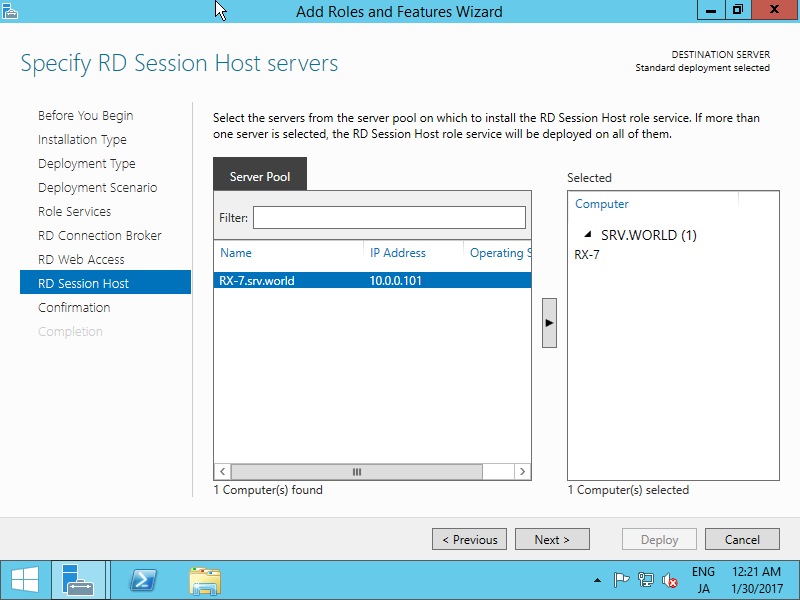 Add Roles and Features Wizard
Specify RD Session Host servers
DESTINATION SERVER
Standard deployment selected
Before You Begin
Installation Type
Deployment Type
Deployment Scenario
Role Services
RD Connection Broker
RD Web Access
RD Session Host
Confirmation
Completion
Select the servers from the server pool on which to install the RD Session Host role service. If more than
one server is selected, the RD Session Host role service will be deployed on all of them.
Server Pool
Filter:
Name IP Address Operating S
RX-7.srv.world 10.0.0.101
1 Computer(s) found
Selected
Computer
SRV.WORLD (1)
RX-7
1 Computer(s) selected
< Previous Next > Deploy Cancel
ENG 12:21 AM
JA 1/30/2017